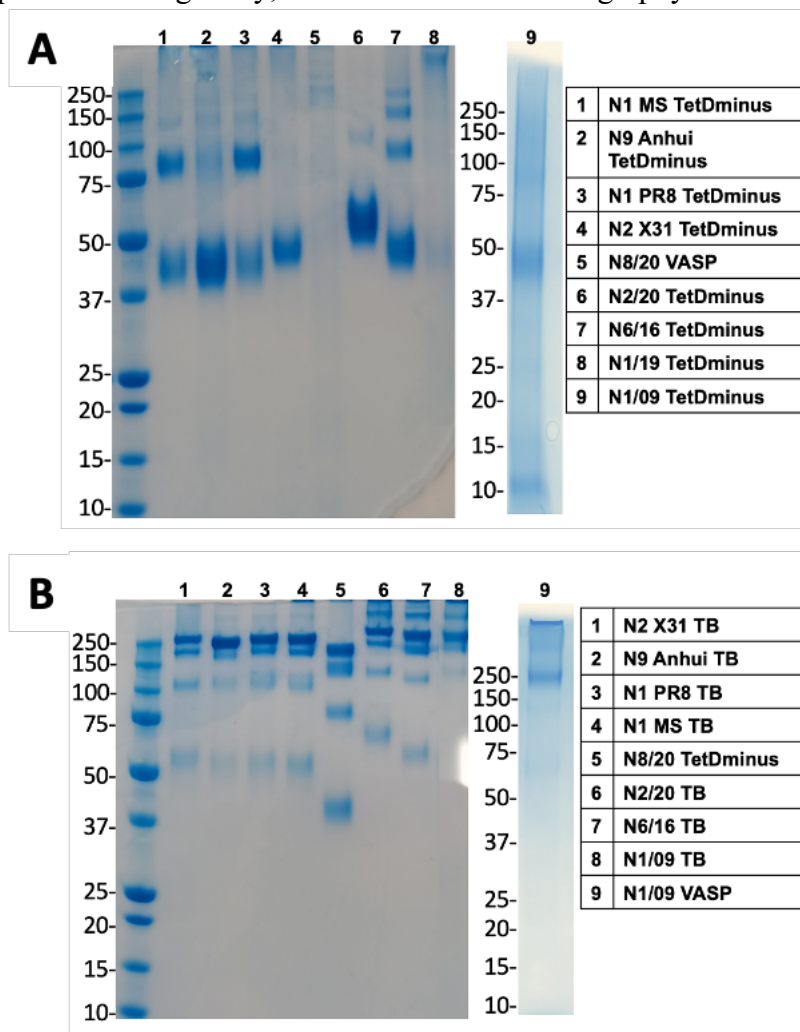 A
1 2 3 4 5 6 7 8 9
250-
150-
100-
75-
50-
37-
25-
20-
15-
10-
250-
150-
100-
75-
50-
37-
25-
20-
15-
10-
1 N1 MS TetDminus
2 N9 Anhui
TetDminus
3 N1 PR8 TetDminus
4 N2 X31 TetDminus
5 N8/20 VASP
6 N2/20 TetDminus
7 N6/16 TetDminus
8 N1/19 TetDminus
9 N1/09 TetDminus
B
1 2 3 4 5 6 7 8 9
250-
150-
100-
75-
50-
37-
25-
20-
15-
10-
250-
150-
100-
75-
50-
37-
25-
20-
15-
10-
1 N2 X31 TB
2 N9 Anhui TB
3 N1 PR8 TB
4 N1 MS TB
5 N8/20 TetDminus
6 N2/20 TB
7 N6/16 TB
8 N1/09 TB
9 N1/09 VASP